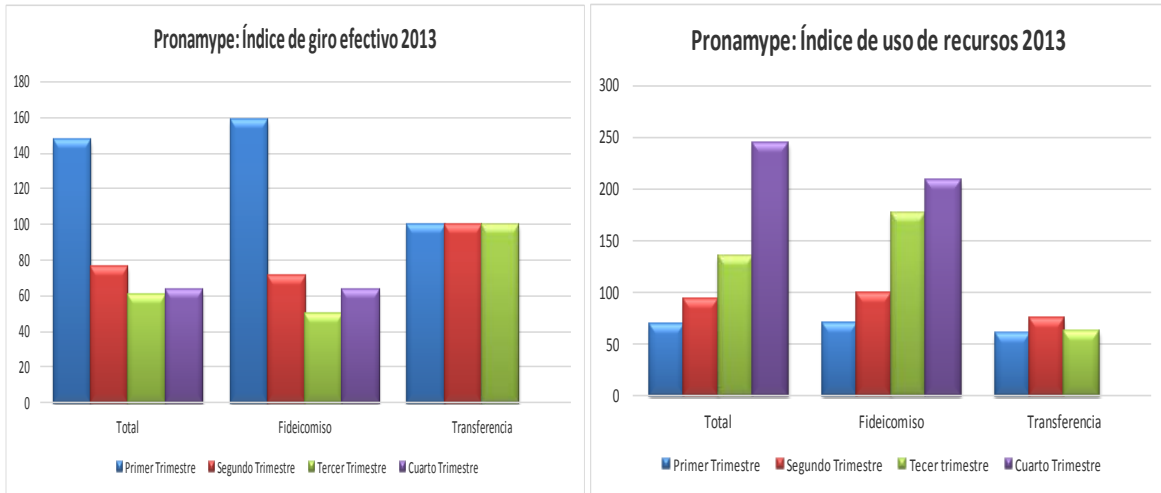 Pronamype: Índice de giro efectivo 2013
180
160
140
120
100
80
60
40
20
0
Total Fideicomiso Transferencia
Primer Trimestre Segundo Trimestre Tercer Trimestre Cuarto Trimestre
Pronamype: Índice de uso de recursos 2013
300
250
200
150
100
50
0
Total Fideicomiso Transferencia
Primer Trimestre Segundo Trimestre Tecer trimestre Cuarto Trimestre